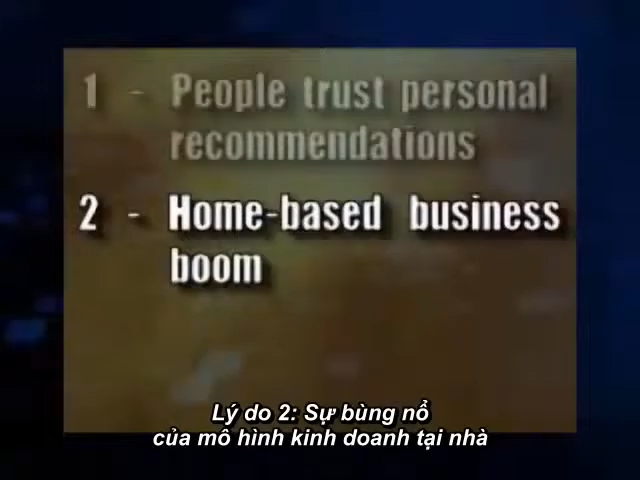 1 - People trust personal
recommendations
2 - Home-based business
boom
Lý do 2: Sự bùng nổ
của mô hình kinh doanh tại nhà